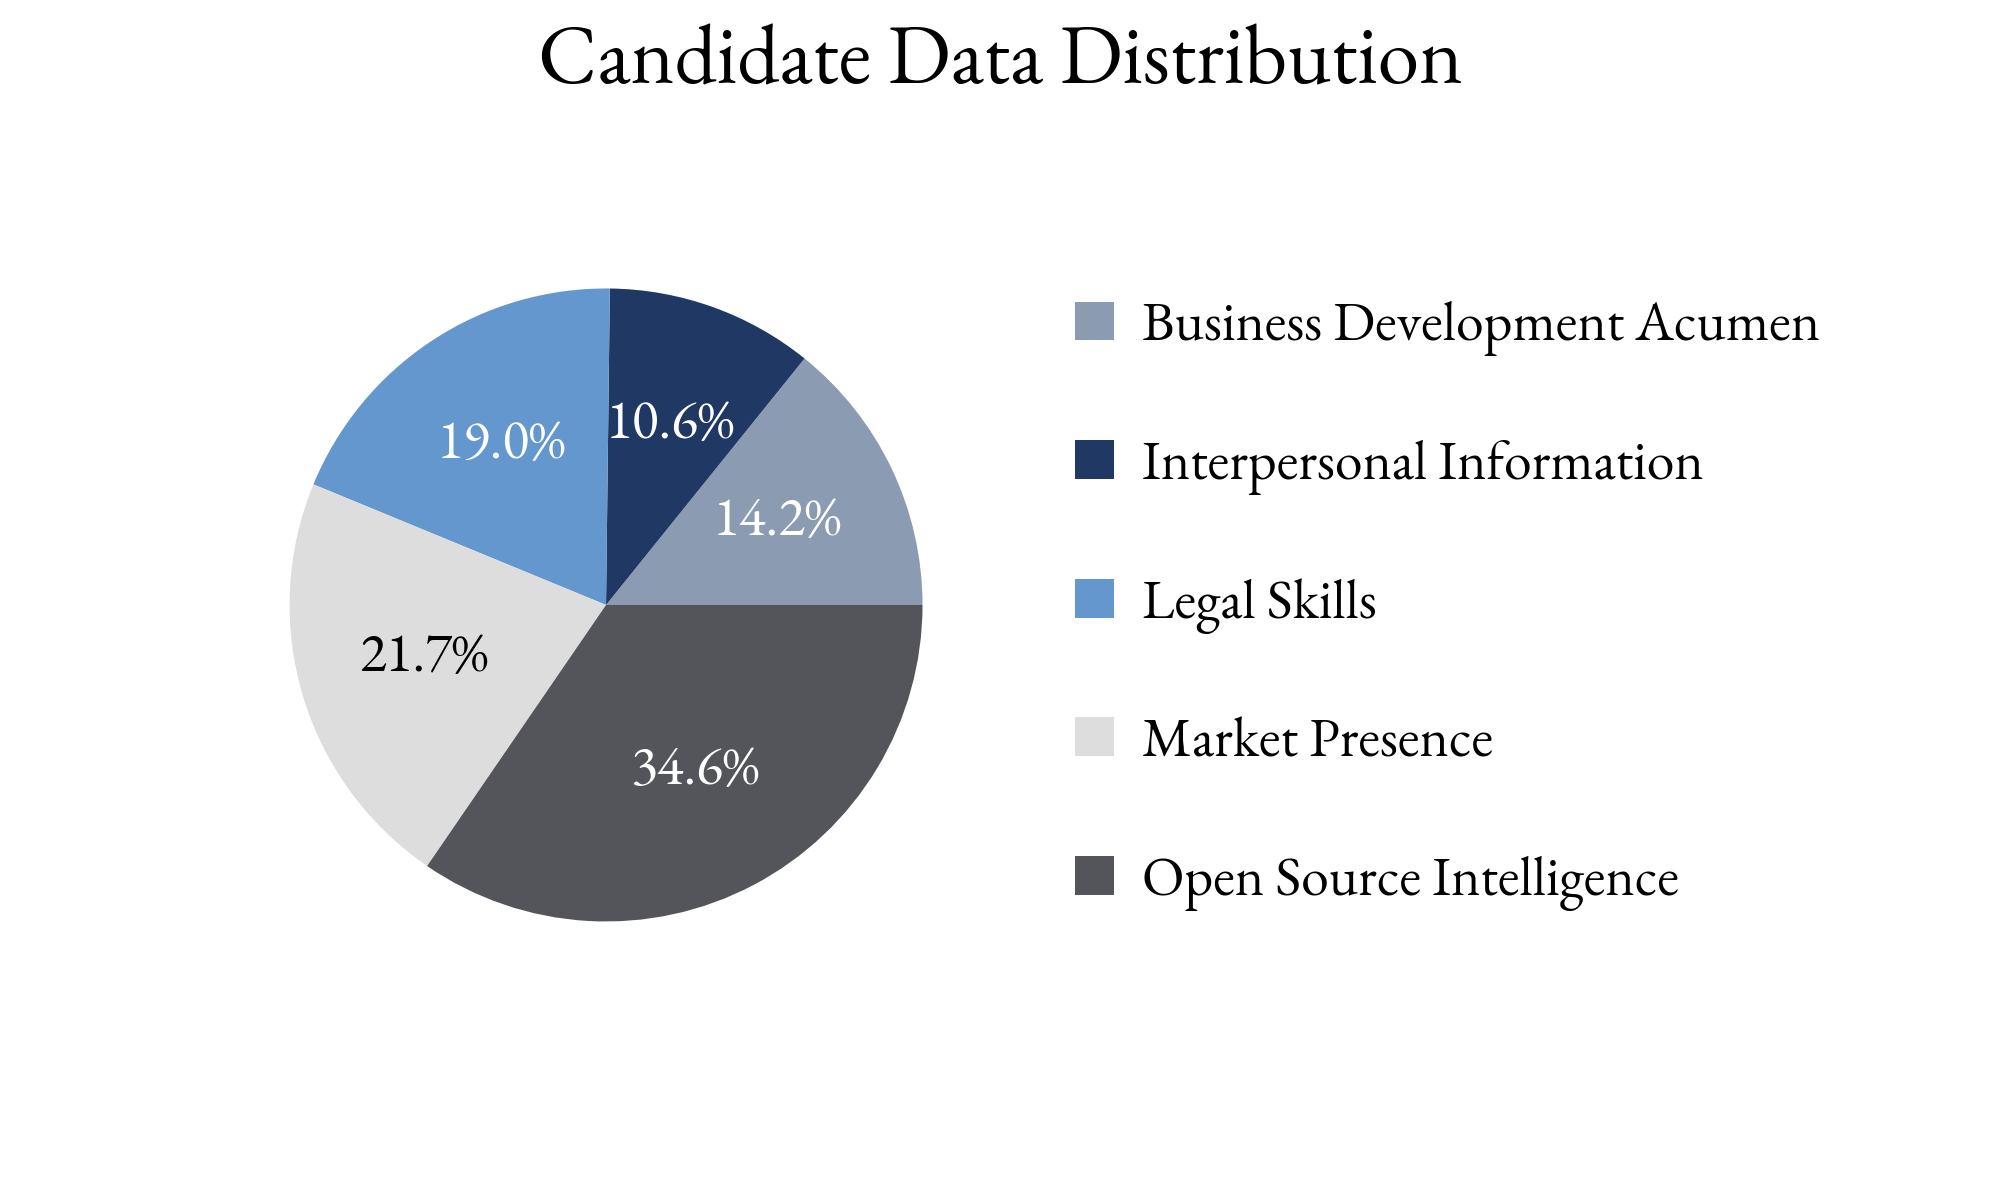 Candidate Data Distribution
10.6%
19.0%
14.2%
21.7%
34.6%
Business Development Acumen
Interpersonal Information
Legal Skills
Market Presence
Open Source Intelligence